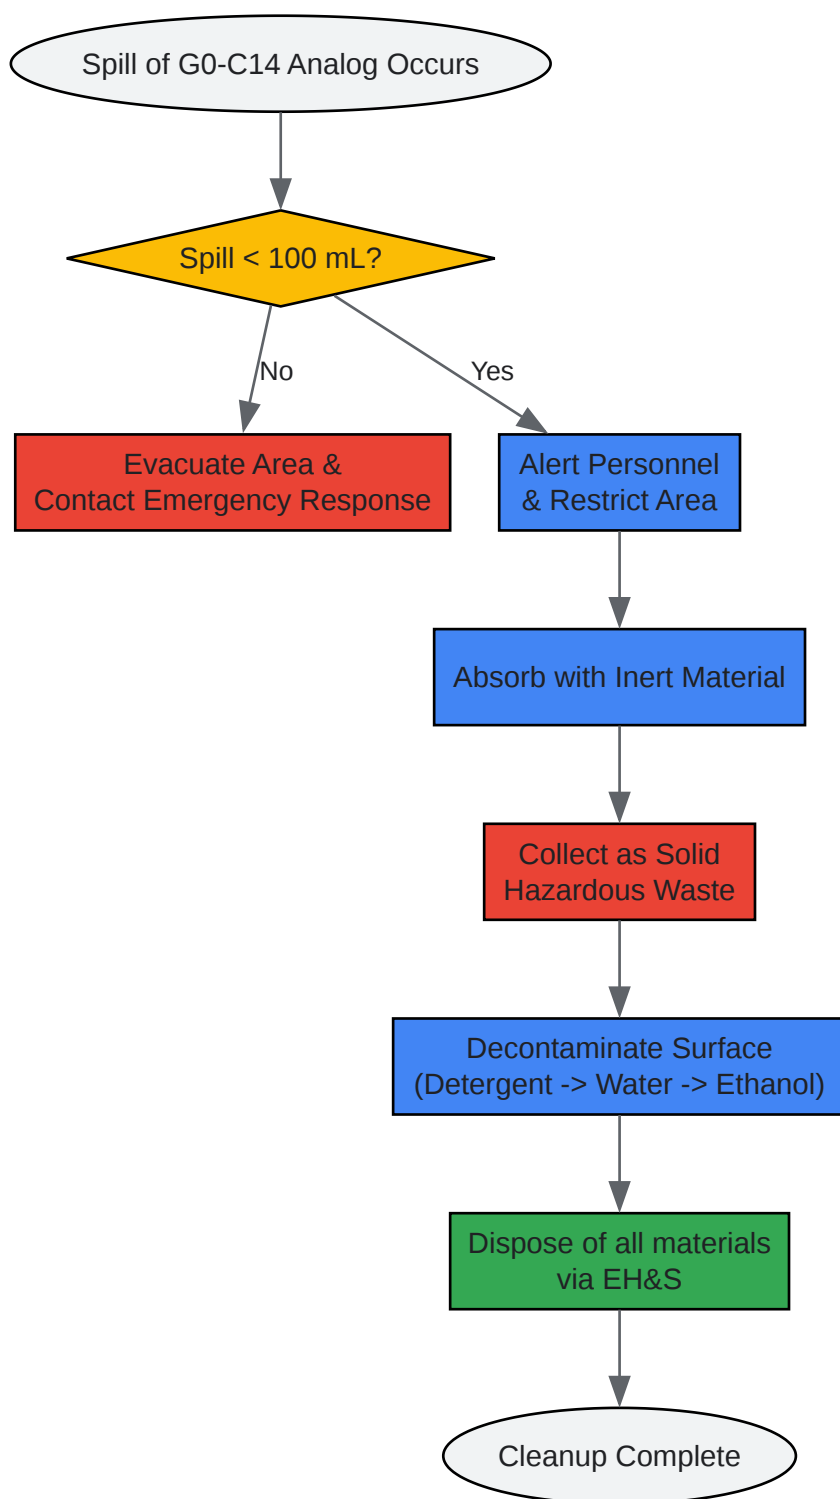 Spill of G0-C14 Analog Occurs
Spill < 100 mL?
No
Yes
Evacuate Area &
Contact Emergency Response
Alert Personnel
& Restrict Area
Absorb with Inert Material
Collect as Solid
Hazardous Waste
Decontaminate Surface
(Detergent -> Water -> Ethanol)
Dispose of all materials
via EH&S
Cleanup Complete